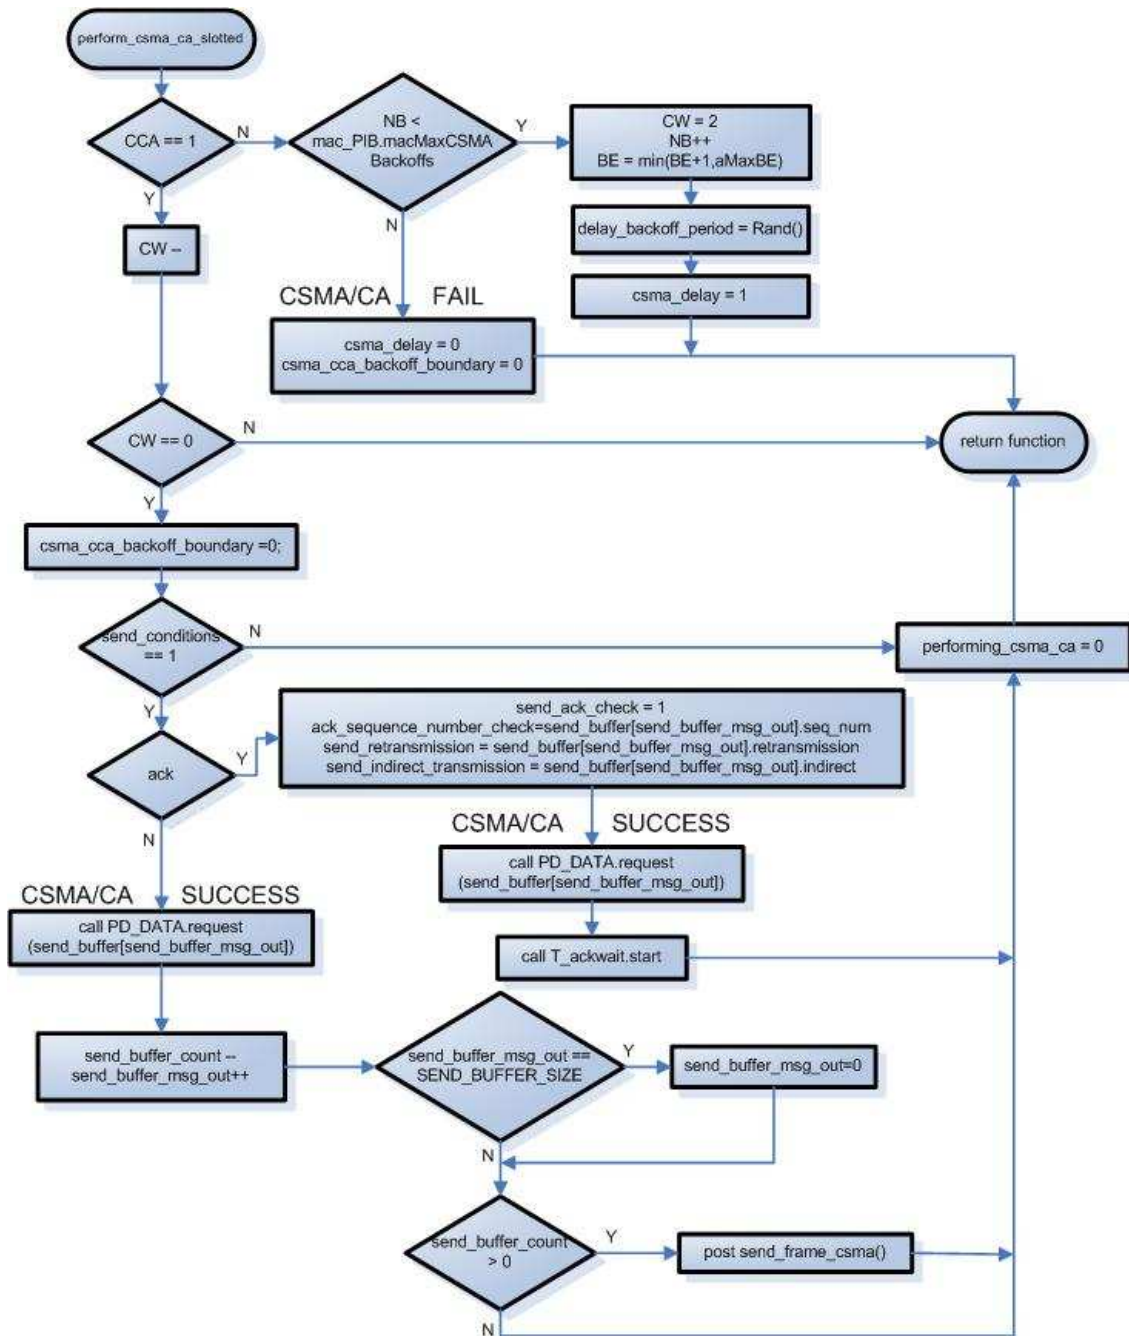 perform_csma_ca_slotted
CCA == 1
N
Y
NB <
mac_PIB.macMaxCSMA
Backoffs
Y
N
CW = 2
NB++
BE = min(BE+1,aMaxBE)
delay_backoff_period = Rand()
csma_delay = 1
CW --
CSMA/CA FAIL
csma_delay = 0
csma_cca_backoff_boundary = 0
CW == 0
N
Y
return function
csma_cca_backoff_boundary =0;
send_conditions
== 1
N
Y
performing_csma_ca = 0
ack
Y
N
send_ack_check = 1
ack_sequence_number_check=send_buffer[send_buffer_msg_out].seq_num
send_retransmission = send_buffer[send_buffer_msg_out].retransmission
send_indirect_transmission = send_buffer[send_buffer_msg_out].indirect
CSMA/CA SUCCESS
call PD_DATA.request
(send_buffer[send_buffer_msg_out])
call T_ackwait.start
CSMA/CA SUCCESS
call PD_DATA.request
(send_buffer[send_buffer_msg_out])
send_buffer_count --
send_buffer_msg_out++
send_buffer_msg_out ==
SEND_BUFFER_SIZE
Y
N
send_buffer_msg_out=0
send_buffer_count
> 0
Y
N
post send_frame_csma()